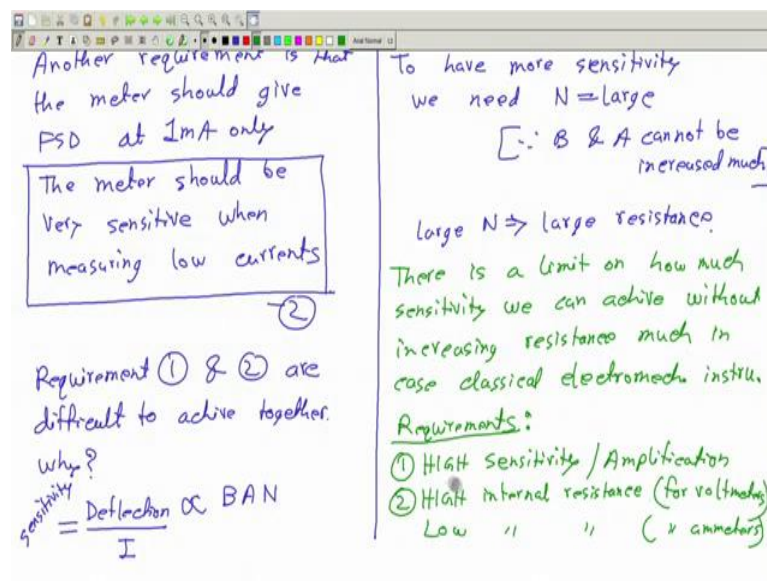 Another requirement is that
the meter should give
FSD at 1mA only
The meter should be
very sensitive when
measuring low currents
②
Requirement ① & ② are
difficult to achive together.
why?
sensitivity = Deflection / I ∝ BAN
To have more sensitivity
we need N = large
[∵ B & A cannot be
increased much
large N ⇒ large resistance.
There is a limit on how much
sensitivity we can achive without
increasing resistance much in
case classical electromech. instru.
Requirements:
① HIGH Sensitivity / Amplification
② HIGH internal resistance (for voltmeters)
Low " " (" ammeters)